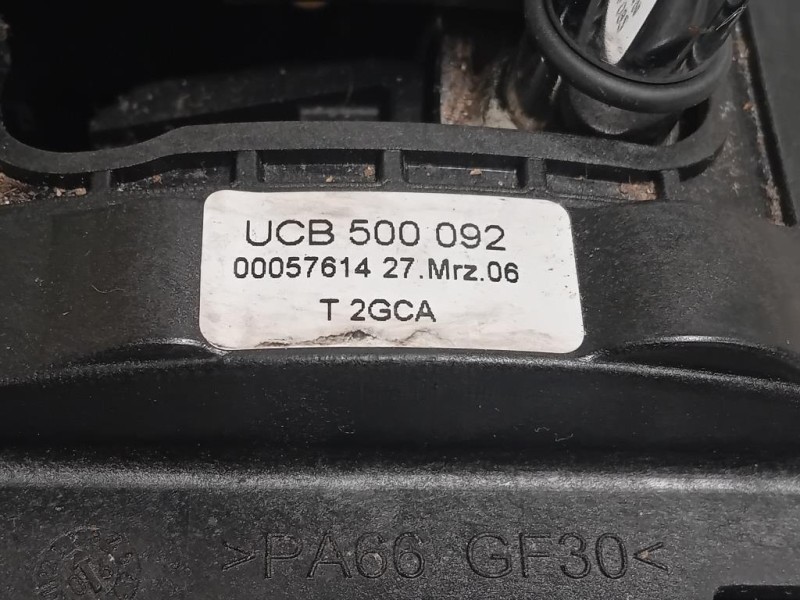 UCB 500 092
00057614 27.Mrz.06
T 2GCA
>PA66 GF30<